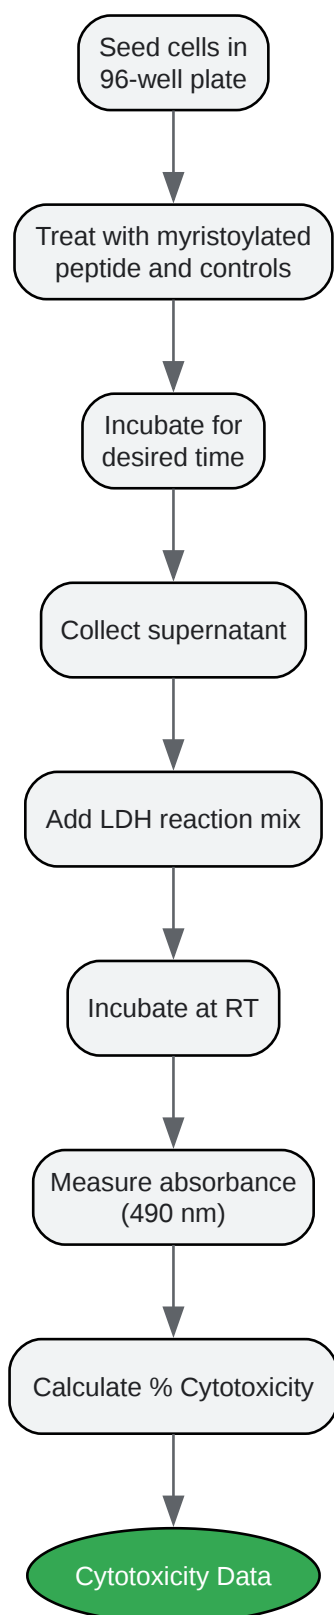 Seed cells in
96-well plate
Treat with myristoylated
peptide and controls
Incubate for
desired time
Collect supernatant
Add LDH reaction mix
Incubate at RT
Measure absorbance
(490 nm)
Calculate % Cytotoxicity
Cytotoxicity Data